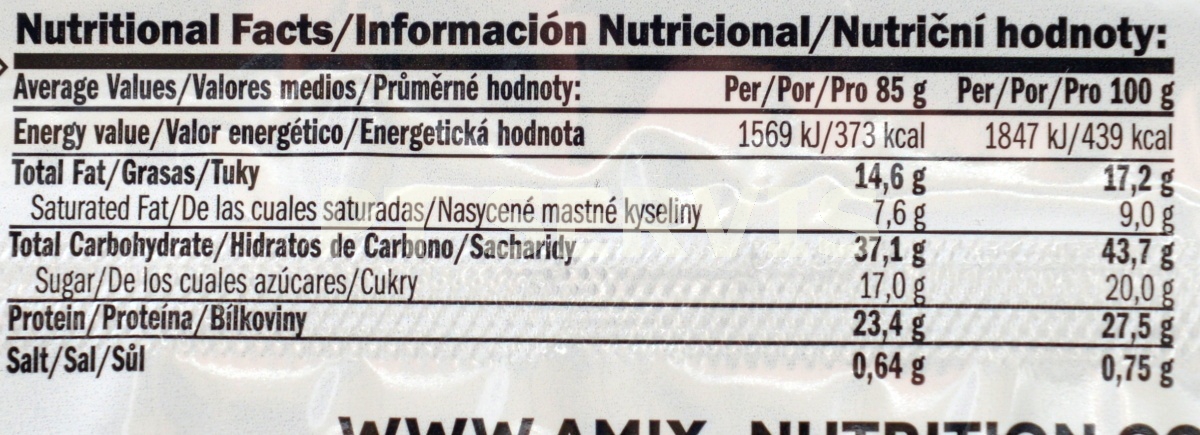 Nutritional Facts/Información Nutricional/Nutriční hodnoty:
Average Values/Valores medios/Průměrné hodnoty: Per/Por/Pro 85 g Per/Por/Pro 100 g
Energy value/Valor energético/Energetická hodnota 1569 kJ/373 kcal 1847 kJ/439 kcal
Total Fat/Grasas/Tuky 14,6 g 17,2 g
Saturated Fat/De las cuales saturadas/Nasycené mastné kyseliny 7,6 g 9,0 g
Total Carbohydrate/Hidratos de Carbono/Sacharidy 37,1 g 43,7 g
Sugar/De los cuales azúcares/Cukry 17,0 g 20,0 g
Protein/Proteína/Bílkoviny 23,4 g 27,5 g
Salt/Sal/Sůl 0,64 g 0,75 g